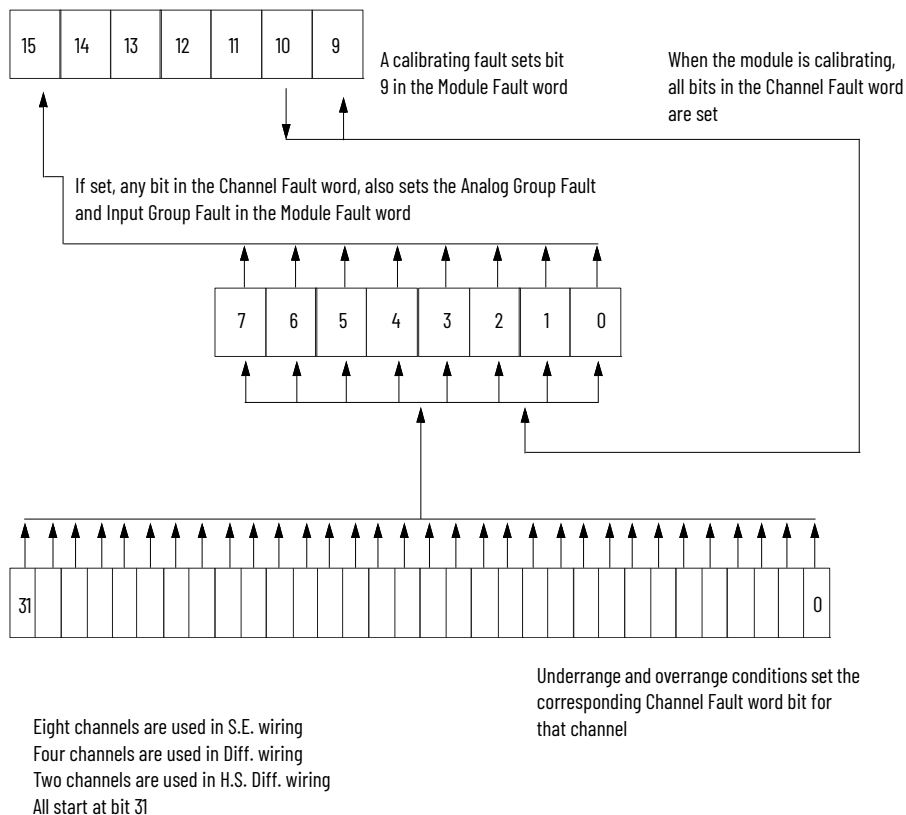 15 14 13 12 11 10 9
A calibrating fault sets bit
9 in the Module Fault word
When the module is calibrating,
all bits in the Channel Fault word
are set
If set, any bit in the Channel Fault word, also sets the Analog Group Fault
and Input Group Fault in the Module Fault word
7 6 5 4 3 2 1 0
31 0
Underrange and overrange conditions set the
corresponding Channel Fault word bit for
that channel
Eight channels are used in S.E. wiring
Four channels are used in Diff. wiring
Two channels are used in H.S. Diff. wiring
All start at bit 31